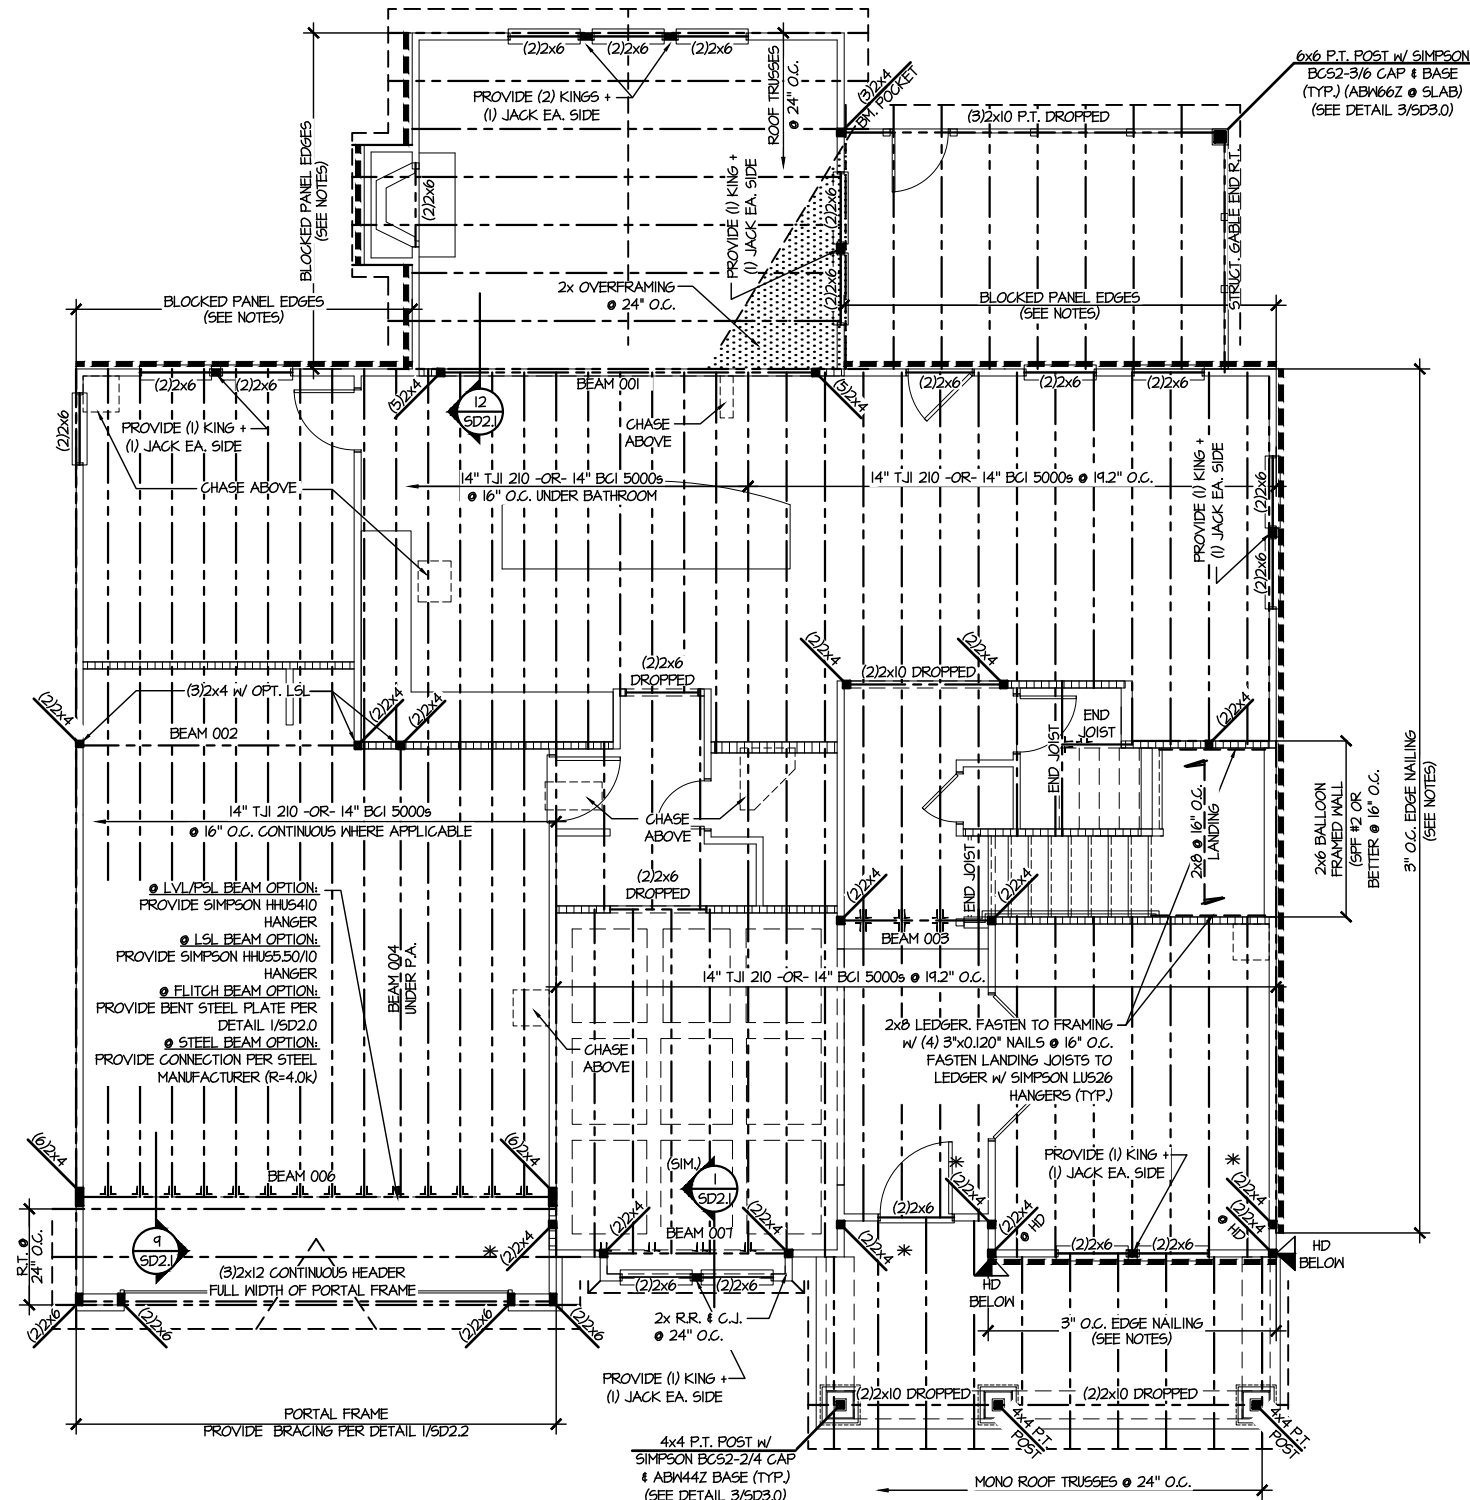 (2)2x6
(2)2x6
(2)2x6
PROVIDE (2) KINGS +
(1) JACK EA. SIDE
ROOF TRUSSES
@ 24" O.C.
(3)2x4
BM. POCKET
6x6 P.T. POST W/ SIMPSON
BCS2-3/6 CAP & BASE
(TYP.) (ABW66Z @ SLAB)
(SEE DETAIL 3/SD3.0)
(3)2x10 P.T. DROPPED
BLOCKED PANEL EDGES
(SEE NOTES)
(2)2x6
PROVIDE (1) KING +
(1) JACK EA. SIDE
(2)2x6
(2)2x6
STRUCT. GABLE END R.T.
2x OVERFRAMING
@ 24" O.C.
BLOCKED PANEL EDGES
(SEE NOTES)
BLOCKED PANEL EDGES
(SEE NOTES)
(2)2x6
(2)2x6
(2)2x6
(5)2x4
BEAM 001
(5)2x4
12
SD2.1
(2)2x6
(2)2x6
(2)2x6
CHASE
ABOVE
PROVIDE (1) KING +
(1) JACK EA. SIDE
CHASE ABOVE
14" TJI 210 -OR- 14" BCI 5000s
@ 16" O.C. UNDER BATHROOM
14" TJI 210 -OR- 14" BCI 5000s @ 19.2" O.C.
PROVIDE (1) KING +
(1) JACK EA. SIDE
(2)2x6
(2)2x6
(2)2x6
DROPPED
(2)2x4
(2)2x10 DROPPED
(2)2x4
(3)2x4 W/ OPT. LSL
(2)2x4
BEAM 002
(2)2x4
(2)2x4
END
JOIST
END JOIST
(2)2x4
3" O.C. EDGE NAILING
(SEE NOTES)
2x6 BALLOON
FRAMED WALL
(SPF #2 OR
BETTER @ 16" O.C.
2x8 @ 16" O.C.
LANDING
14" TJI 210 -OR- 14" BCI 5000s
@ 16" O.C. CONTINUOUS WHERE APPLICABLE
CHASE
ABOVE
(2)2x6
DROPPED
END JOIST
(2)2x4
(2)2x4
BEAM 003
@ LVL/PSL BEAM OPTION:
PROVIDE SIMPSON HHUS410
HANGER
@ LSL BEAM OPTION:
PROVIDE SIMPSON HHUS5.50/10
HANGER
@ FLITCH BEAM OPTION:
PROVIDE BENT STEEL PLATE PER
DETAIL 1/SD2.0
@ STEEL BEAM OPTION:
PROVIDE CONNECTION PER STEEL
MANUFACTURER (R=4.0k)
BEAM 004
UNDER P.A.
14" TJI 210 -OR- 14" BCI 5000s @ 19.2" O.C.
2x8 LEDGER. FASTEN TO FRAMING
W/ (4) 3"x0.120" NAILS @ 16" O.C.
FASTEN LANDING JOISTS TO
LEDGER W/ SIMPSON LUS26
HANGERS (TYP.)
CHASE
ABOVE
(6)2x4
BEAM 006
(6)2x4
(SIM.)
1
SD2.1
PROVIDE (1) KING +
(1) JACK EA. SIDE
*
*
(2)2x4
(2)2x4
(2)2x6
(2)2x4
@ HD
(2)2x4
@ HD
R.T. @
24" O.C.
9
SD2.1
*
(2)2x4
(2)2x4
BEAM 007
(2)2x4
(2)2x4
*
(2)2x6
(2)2x6
HD
BELOW
HD
BELOW
(3)2x12 CONTINUOUS HEADER
FULL WIDTH OF PORTAL FRAME
(2)2x6
(2)2x6
(2)2x6
(2)2x6
(2)2x6
(2)2x6
2x R.R. & C.J.
@ 24" O.C.
3" O.C. EDGE NAILING
(SEE NOTES)
PROVIDE (1) KING +
(1) JACK EA. SIDE
(2)2x10 DROPPED
(2)2x10 DROPPED
4x4 P.T.
POST
4x4 P.T.
POST
PORTAL FRAME
PROVIDE BRACING PER DETAIL 1/SD2.2
4x4 P.T. POST W/
SIMPSON BCS2-2/4 CAP
& ABW44Z BASE (TYP.)
(SEE DETAIL 3/SD3.0)
MONO ROOF TRUSSES @ 24" O.C.